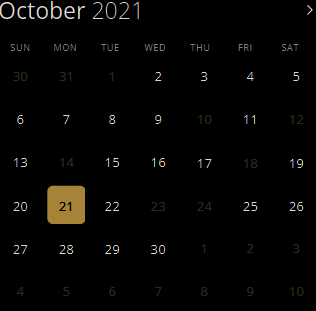 October 2021 >
SUN MON TUE WED THU FRI SAT
30 31 1 2 3 4 5
6 7 8 9 10 11 12
13 14 15 16 17 18 19
20 21 22 23 24 25 26
27 28 29 30 1 2 3
4 5 6 7 8 9 10